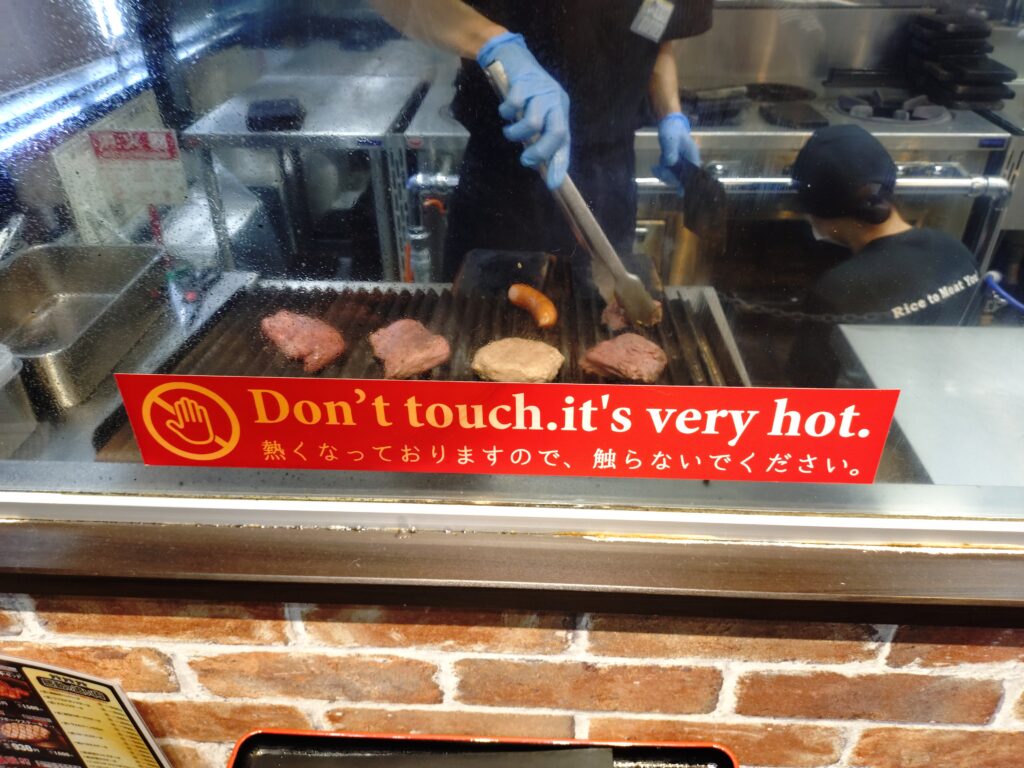 Rice to Meat You
Don't touch.it's very hot.
熱くなっておりますので、触らないでください。
930